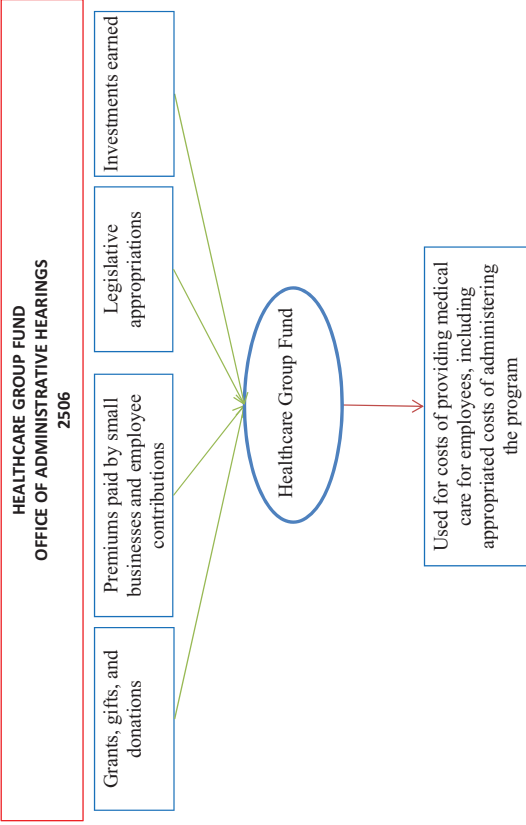 HEALTHCARE GROUP FUND
OFFICE OF ADMINISTRATIVE HEARINGS
2506
Grants, gifts, and
donations
Premiums paid by small
businesses and employee
contributions
Legislative
appropriations
Investments earned
Healthcare Group Fund
Used for costs of providing medical
care for employees, including
appropriated costs of administering
the program